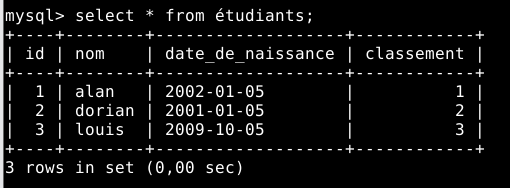 mysql> select * from étudiants;
+----+--------+-------------------+------------+
| id | nom    | date_de_naissance | classement |
+----+--------+-------------------+------------+
|  1 | alan   | 2002-01-05        |          1 |
|  2 | dorian | 2001-01-05        |          2 |
|  3 | louis  | 2009-10-05        |          3 |
+----+--------+-------------------+------------+
3 rows in set (0,00 sec)